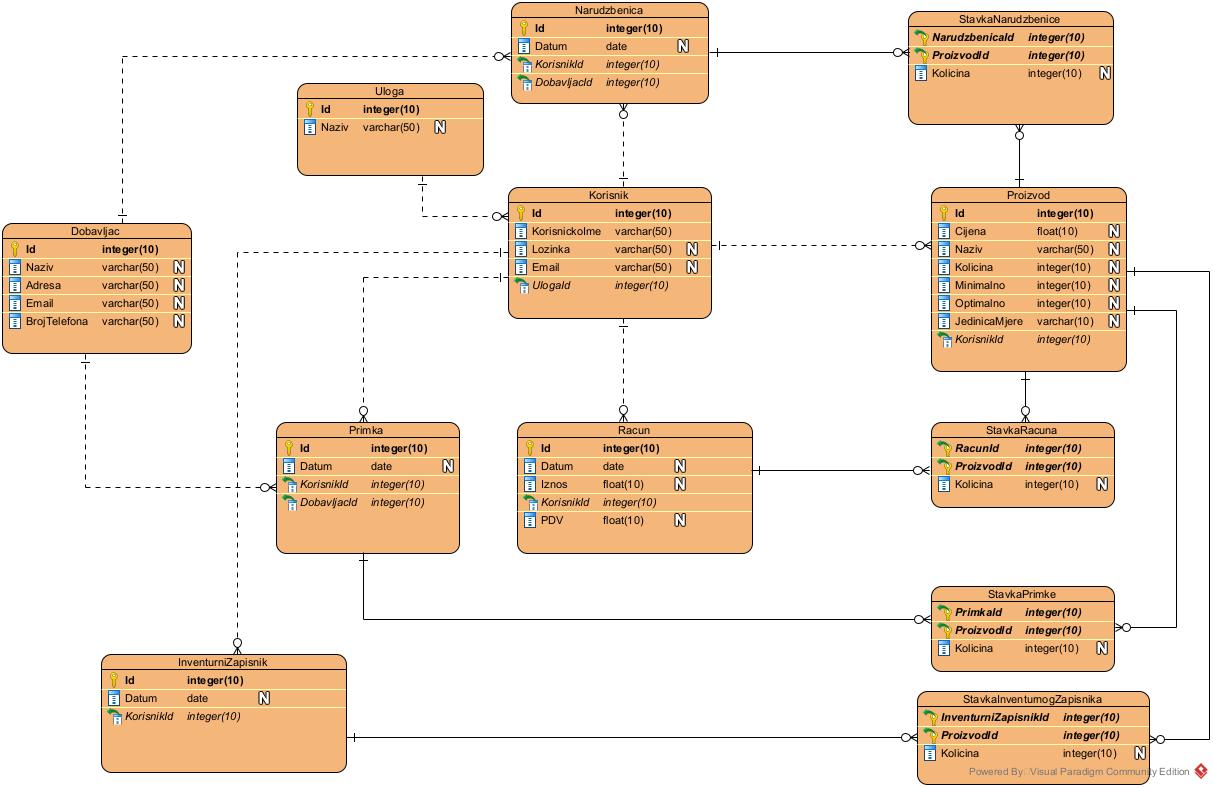 Narudzbenica
Id integer(10)
Datum date N
KorisnikId integer(10)
DobavljacId integer(10)
StavkaNarudzbenice
NarudzbenicaId integer(10)
ProizvodId integer(10)
Kolicina integer(10) N
Uloga
Id integer(10)
Naziv varchar(50) N
Korisnik
Id integer(10)
KorisnickoIme varchar(50)
Lozinka varchar(50) N
Email varchar(50) N
UlogaId integer(10)
Proizvod
Id integer(10)
Cijena float(10) N
Naziv varchar(50) N
Kolicina integer(10) N
Minimalno integer(10) N
Optimalno integer(10) N
JedinicaMjere varchar(10) N
KorisnikId integer(10)
Dobavljac
Id integer(10)
Naziv varchar(50) N
Adresa varchar(50) N
Email varchar(50) N
BrojTelefona varchar(50) N
Primka
Id integer(10)
Datum date N
KorisnikId integer(10)
DobavljacId integer(10)
Racun
Id integer(10)
Datum date N
Iznos float(10) N
KorisnikId integer(10)
PDV float(10) N
StavkaRacuna
RacunId integer(10)
ProizvodId integer(10)
Kolicina integer(10) N
StavkaPrimke
PrimkaId integer(10)
ProizvodId integer(10)
Kolicina integer(10) N
InventurniZapisnik
Id integer(10)
Datum date N
KorisnikId integer(10)
StavkaInventurnogZapisnika
InventurniZapisnikId integer(10)
ProizvodId integer(10)
Kolicina integer(10) N
Powered By Visual Paradigm Community Edition